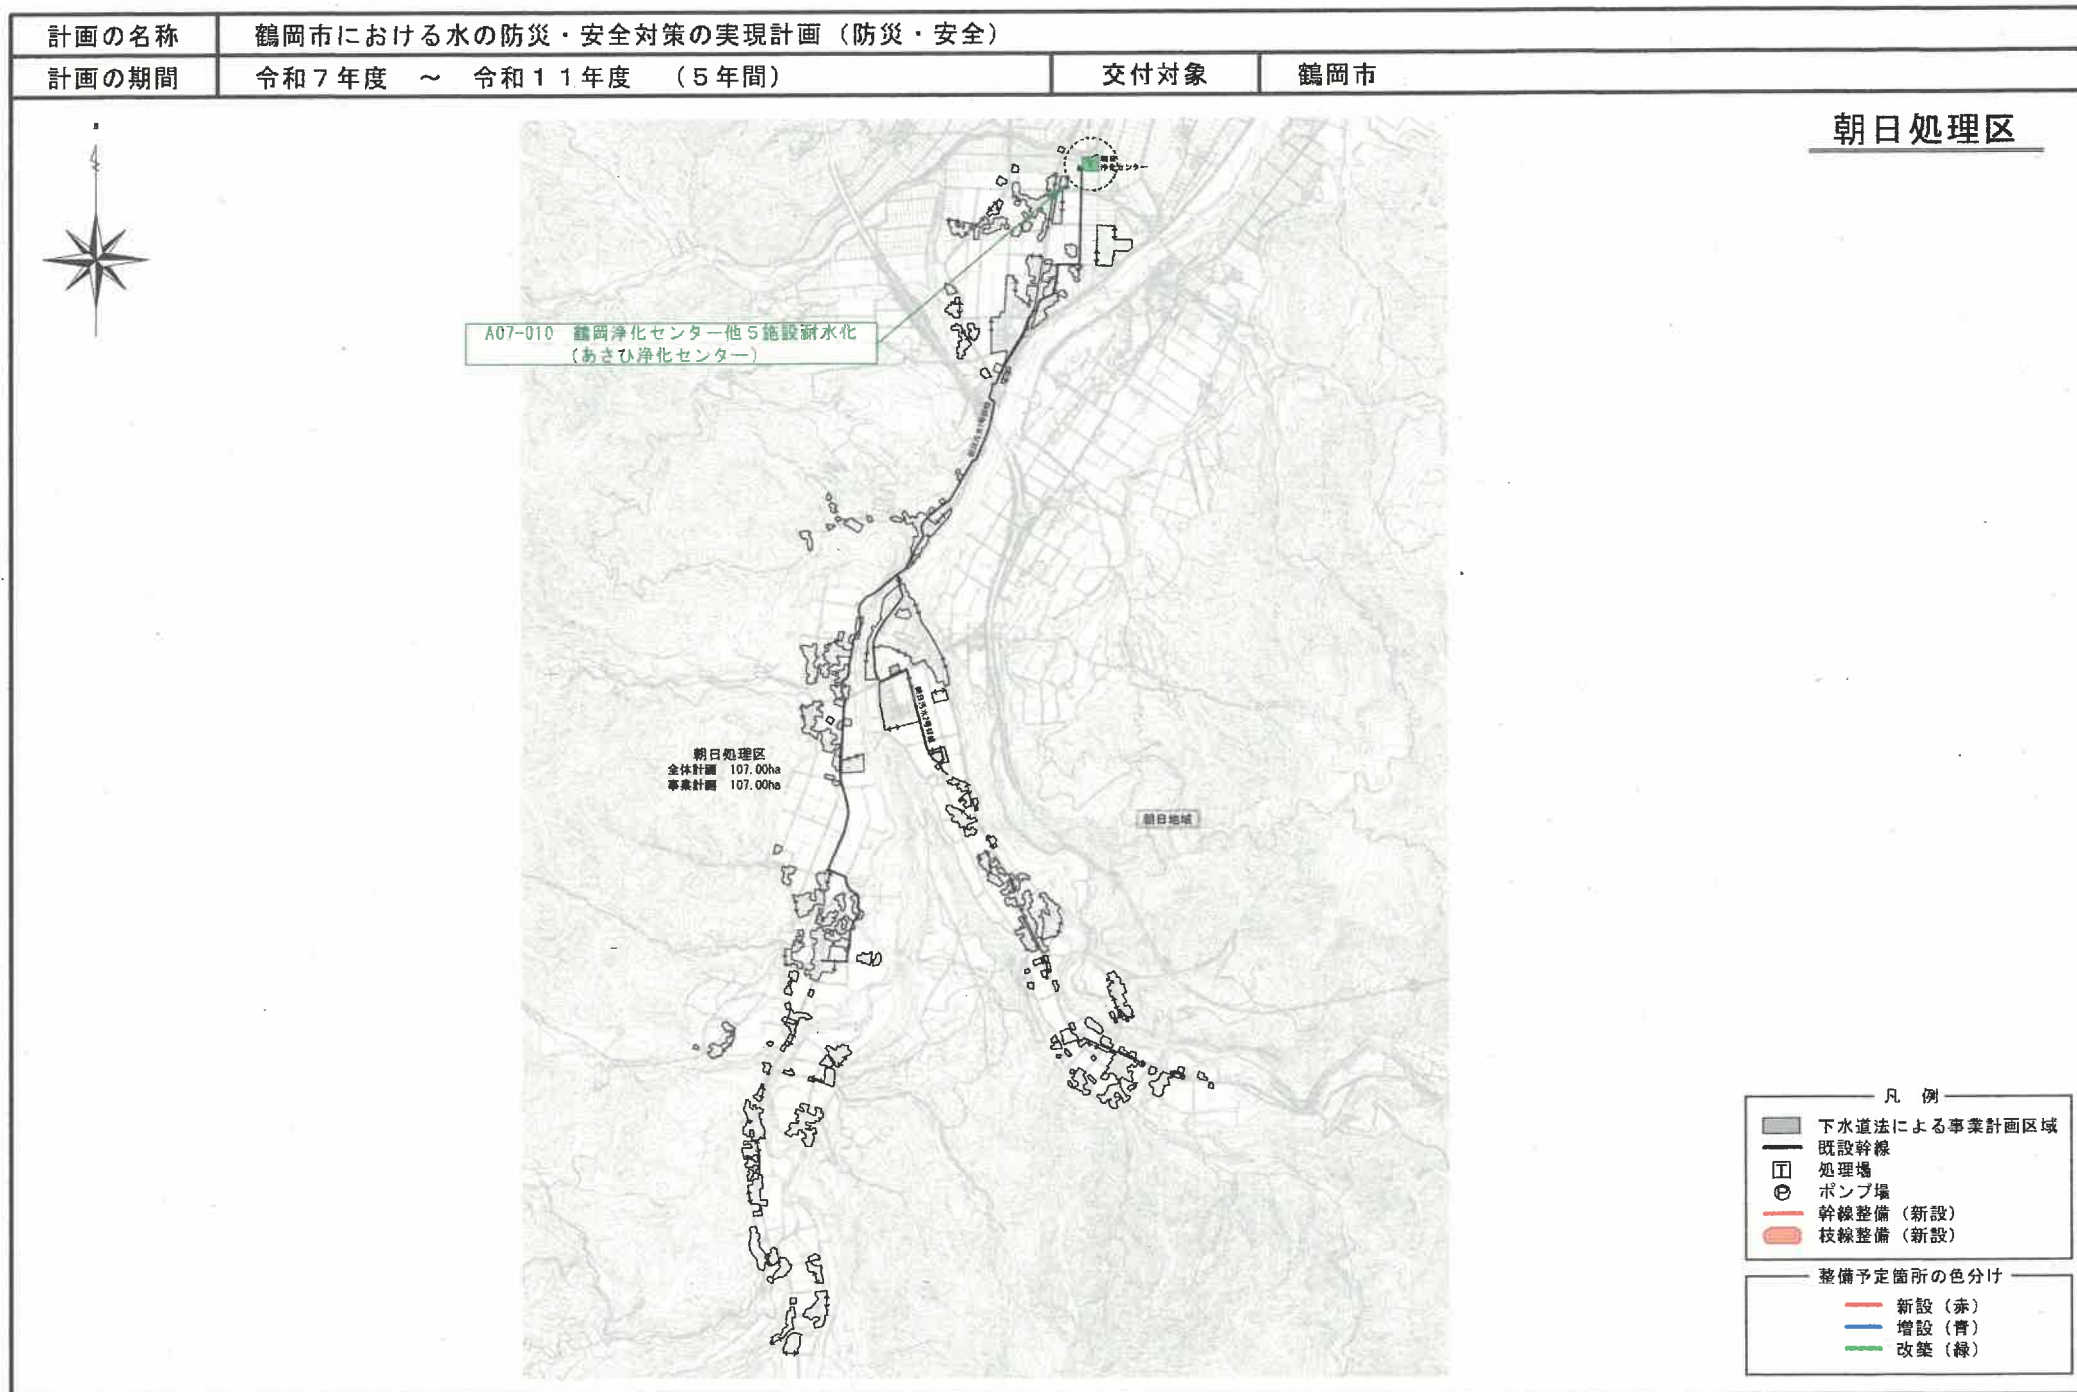 計画の名称 鶴岡市における水の防災・安全対策の実現計画（防災・安全）
計画の期間 令和７年度 ～ 令和１１年度 （５年間） 交付対象 鶴岡市
朝日処理区
浄化センター
A07-010 鶴岡浄化センター他５施設耐水化
（あさひ浄化センター）
朝日処理区
全体計画 107.00ha
事業計画 107.00ha
朝日地域
凡 例
下水道法による事業計画区域
既設幹線
T 処理場
P ポンプ場
幹線整備（新設）
枝線整備（新設）
整備予定箇所の色分け
新設（赤）
増設（青）
改築（緑）